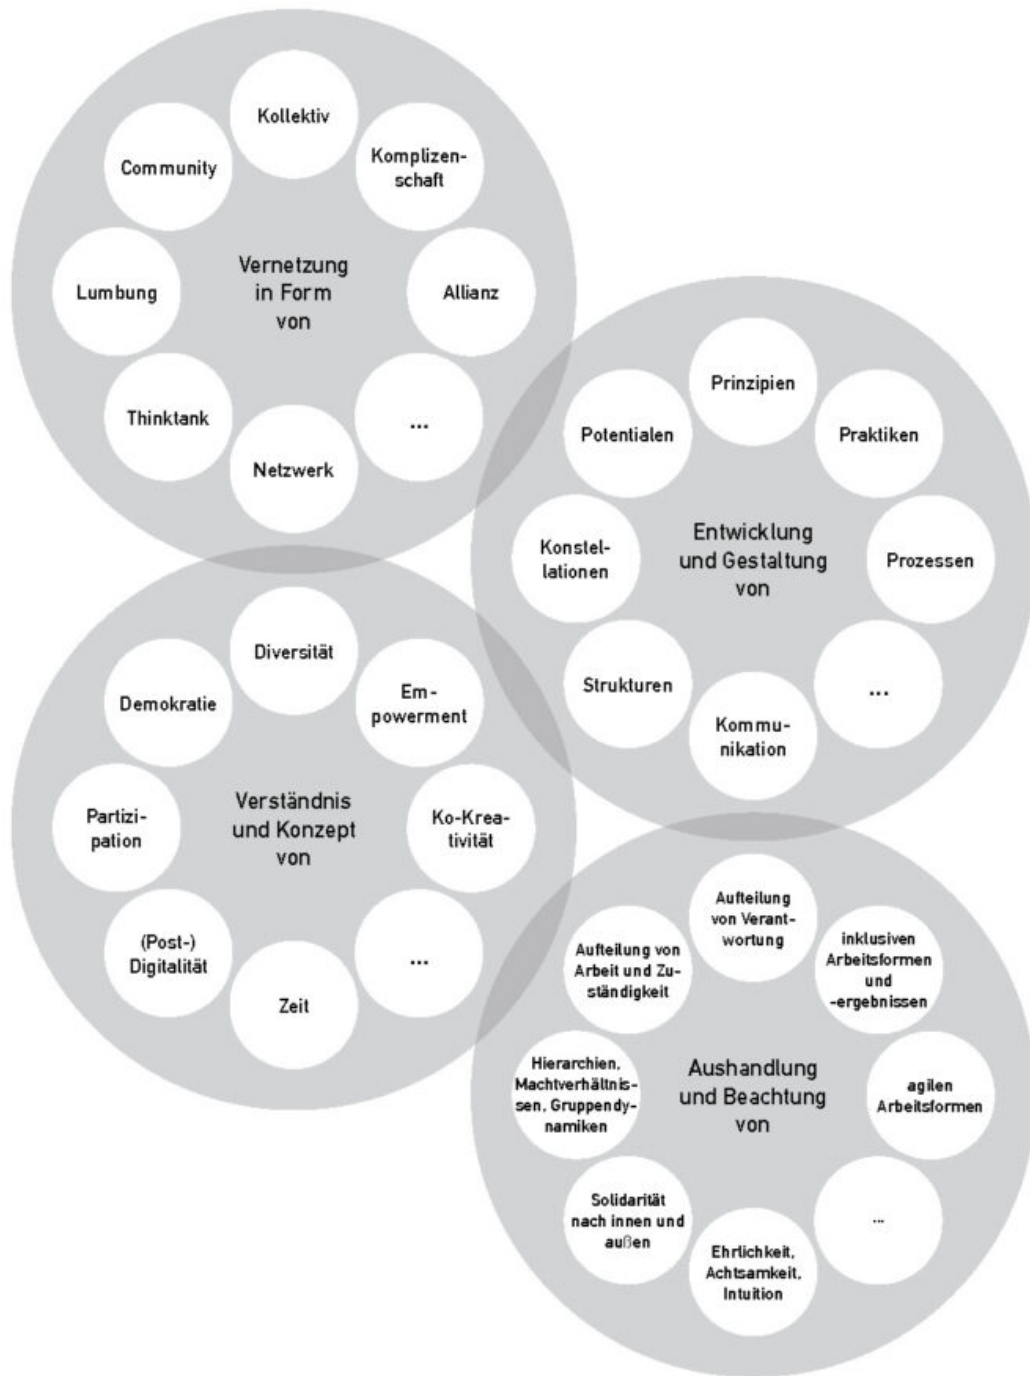 Kollektiv
Komplizen-
schaft
Allianz
...
Netzwerk
Thinktank
Lumbung
Community
Vernetzung
in Form
von
Prinzipien
Praktiken
Prozessen
...
Kommu-
nikation
Strukturen
Konstel-
lationen
Potentialen
Entwicklung
und Gestaltung
von
Diversität
Em-
powerment
Ko-Krea-
tivität
...
Zeit
(Post-)
Digitalität
Partizi-
pation
Demokratie
Verständnis
und Konzept
von
Aufteilung
von Verant-
wortung
inklusiven
Arbeitsformen
und
-ergebnissen
agilen
Arbeitsformen
...
Ehrlichkeit,
Achtsamkeit,
Intuition
Solidarität
nach innen und
außen
Hierarchien,
Machtverhältnis-
sen, Gruppendy-
namiken
Aufteilung von
Arbeit und Zu-
ständigkeit
Aushandlung
und Beachtung
von